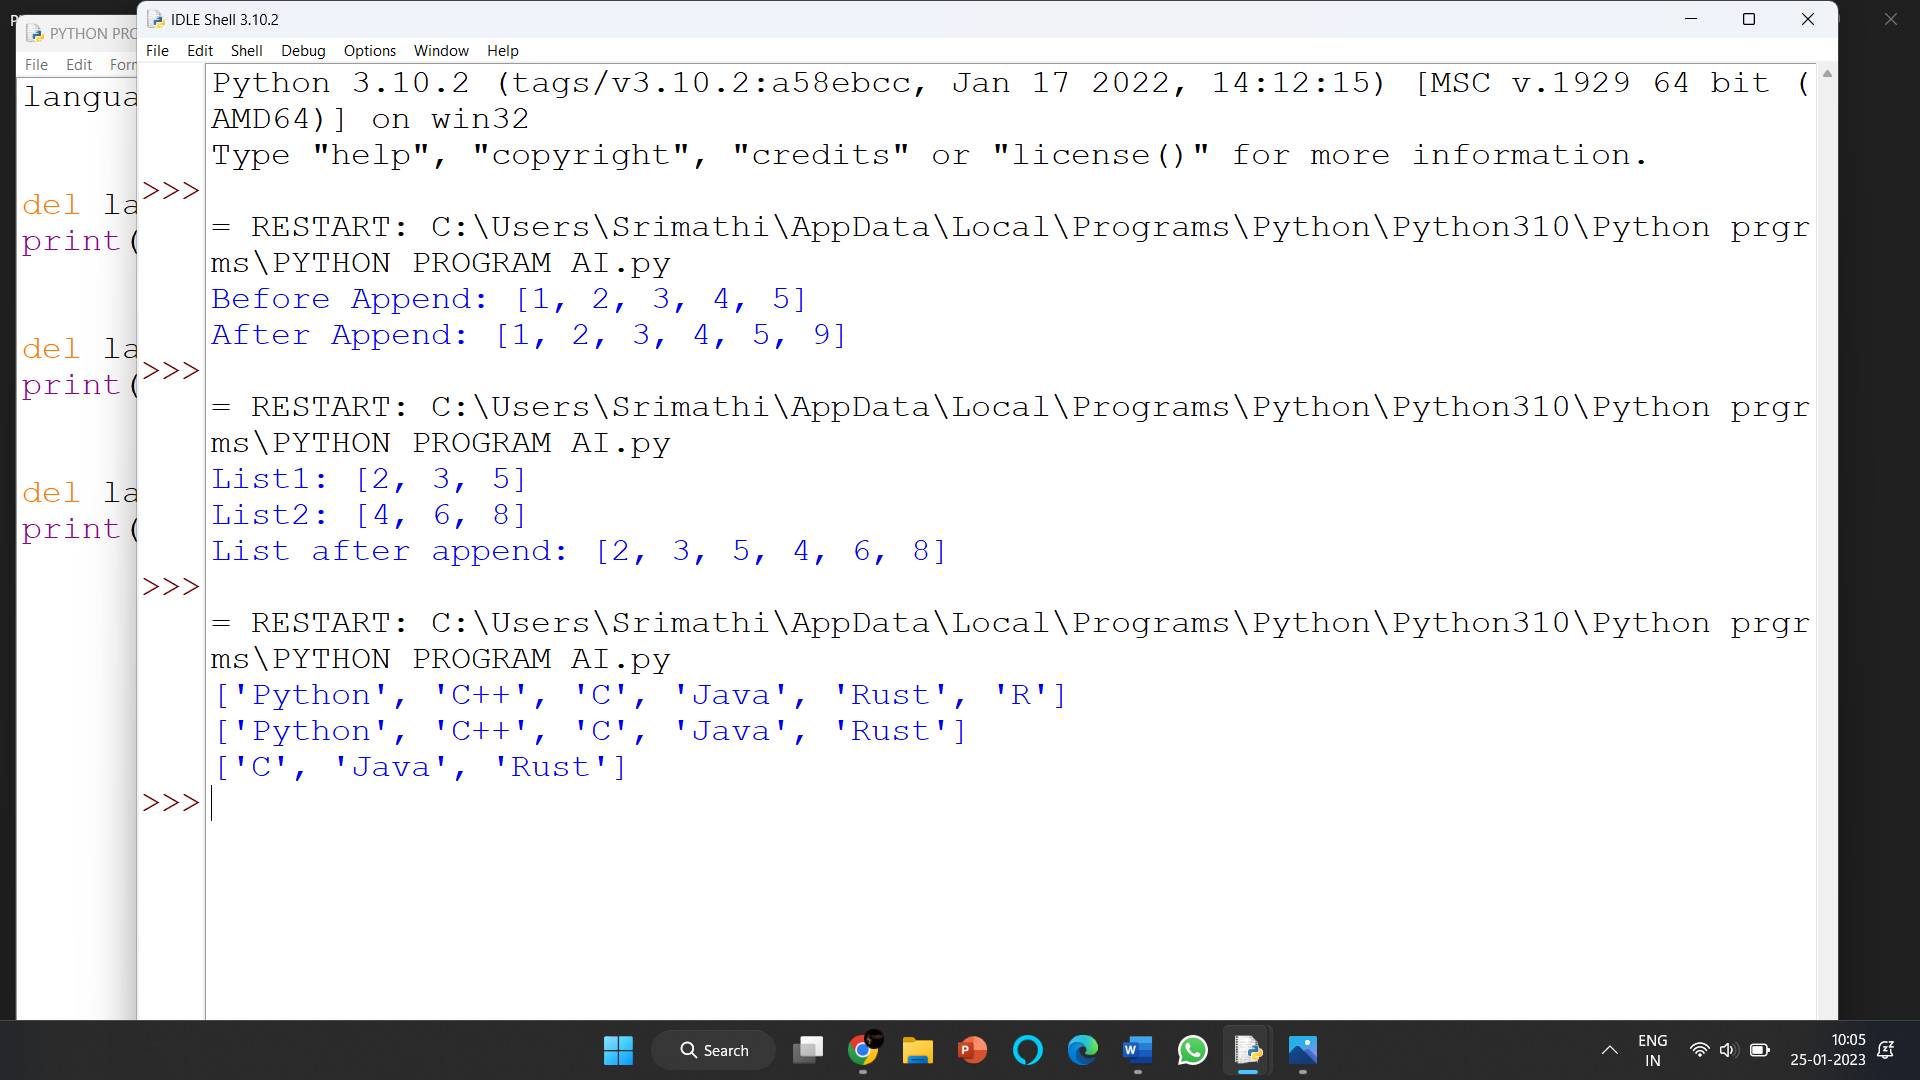 IDLE Shell 3.10.2
File Edit Shell Debug Options Window Help
PYTHON PRO
File Edit
langua
del la
print(
del la
print(
del la
print(
Python 3.10.2 (tags/v3.10.2:a58ebcc, Jan 17 2022, 14:12:15) [MSC v.1929 64 bit (
AMD64)] on win32
Type "help", "copyright", "credits" or "license()" for more information.
>>>
= RESTART: C:\Users\Srimathi\AppData\Local\Programs\Python\Python310\Python prgr
ms\PYTHON PROGRAM AI.py
Before Append: [1, 2, 3, 4, 5]
After Append: [1, 2, 3, 4, 5, 9]
>>>
= RESTART: C:\Users\Srimathi\AppData\Local\Programs\Python\Python310\Python prgr
ms\PYTHON PROGRAM AI.py
List1: [2, 3, 5]
List2: [4, 6, 8]
List after append: [2, 3, 5, 4, 6, 8]
>>>
= RESTART: C:\Users\Srimathi\AppData\Local\Programs\Python\Python310\Python prgr
ms\PYTHON PROGRAM AI.py
['Python', 'C++', 'C', 'Java', 'Rust', 'R']
['Python', 'C++', 'C', 'Java', 'Rust']
['C', 'Java', 'Rust']
>>>
Search
ENG
IN
10:05
25-01-2023